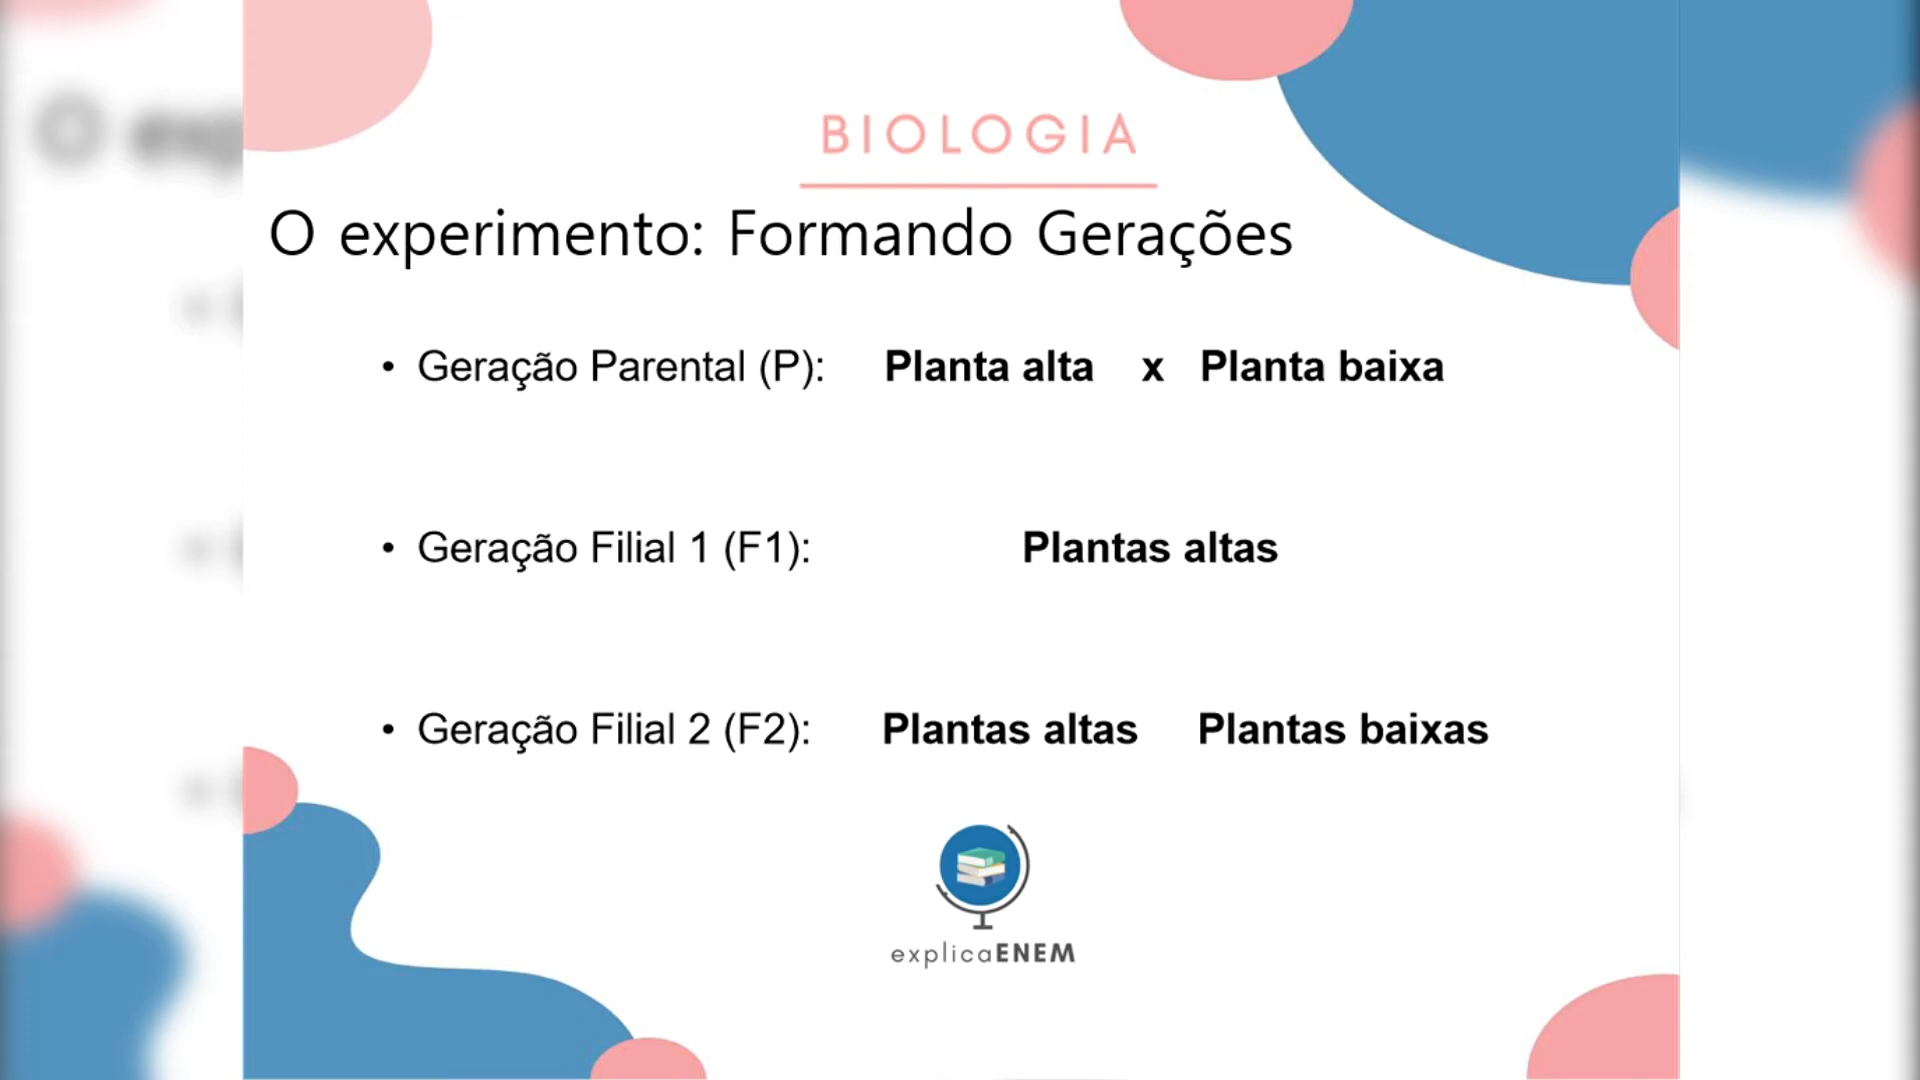 BIOLOGIA
O experimento: Formando Gerações
• Geração Parental (P): Planta alta x Planta baixa
• Geração Filial 1 (F1): Plantas altas
• Geração Filial 2 (F2): Plantas altas Plantas baixas
explicaENEM